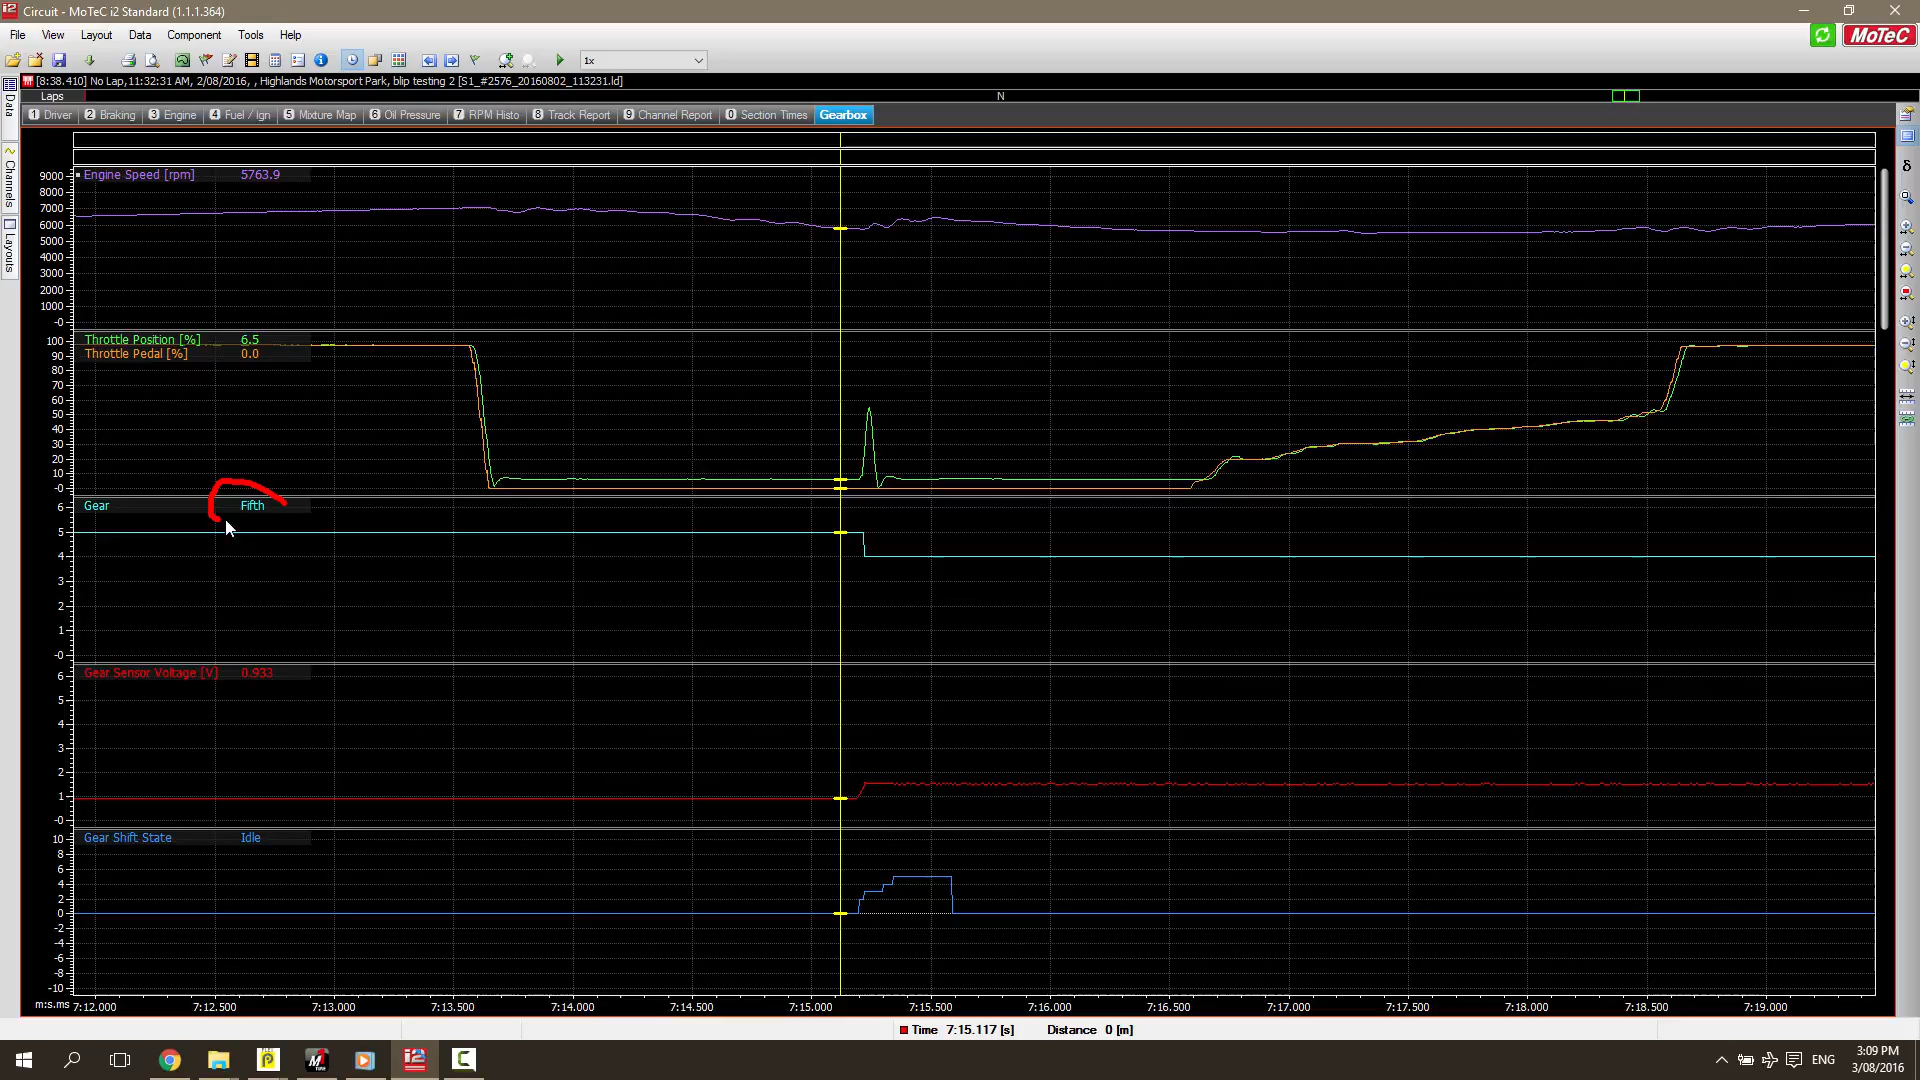 Circuit - MoTeC i2 Standard (1.1.1.364)
File View Layout Data Component Tools Help
1x
MoTeC
[8:38.410] No Lap,11:32:31 AM, 2/08/2016, , Highlands Motorsport Park, blip testing 2 [S1_#2576_20160802_113231.ld]
Laps N
1 Driver 2 Braking 3 Engine 4 Fuel / Ign 5 Mixture Map 6 Oil Pressure 7 RPM Histo 8 Track Report 9 Channel Report 0 Section Times Gearbox
Data
Channels
Layouts
Engine Speed [rpm] 5763.9
9000
8000
7000
6000
5000
4000
3000
2000
1000
-0
Throttle Position [%] 6.5
Throttle Pedal [%] 0.0
100
90
80
70
60
50
40
30
20
10
-0
Gear Fifth
6
5
4
3
2
1
-0
Gear Sensor Voltage [V] 0.933
6
5
4
3
2
1
-0
Gear Shift State Idle
10
8
6
4
2
0
-2
-4
-6
-8
-10
m:s.ms 7:12.000 7:12.500 7:13.000 7:13.500 7:14.000 7:14.500 7:15.000 7:15.500 7:16.000 7:16.500 7:17.000 7:17.500 7:18.000 7:18.500 7:19.000
Time 7:15.117 [s] Distance 0 [m]
ENG
3:09 PM
3/08/2016